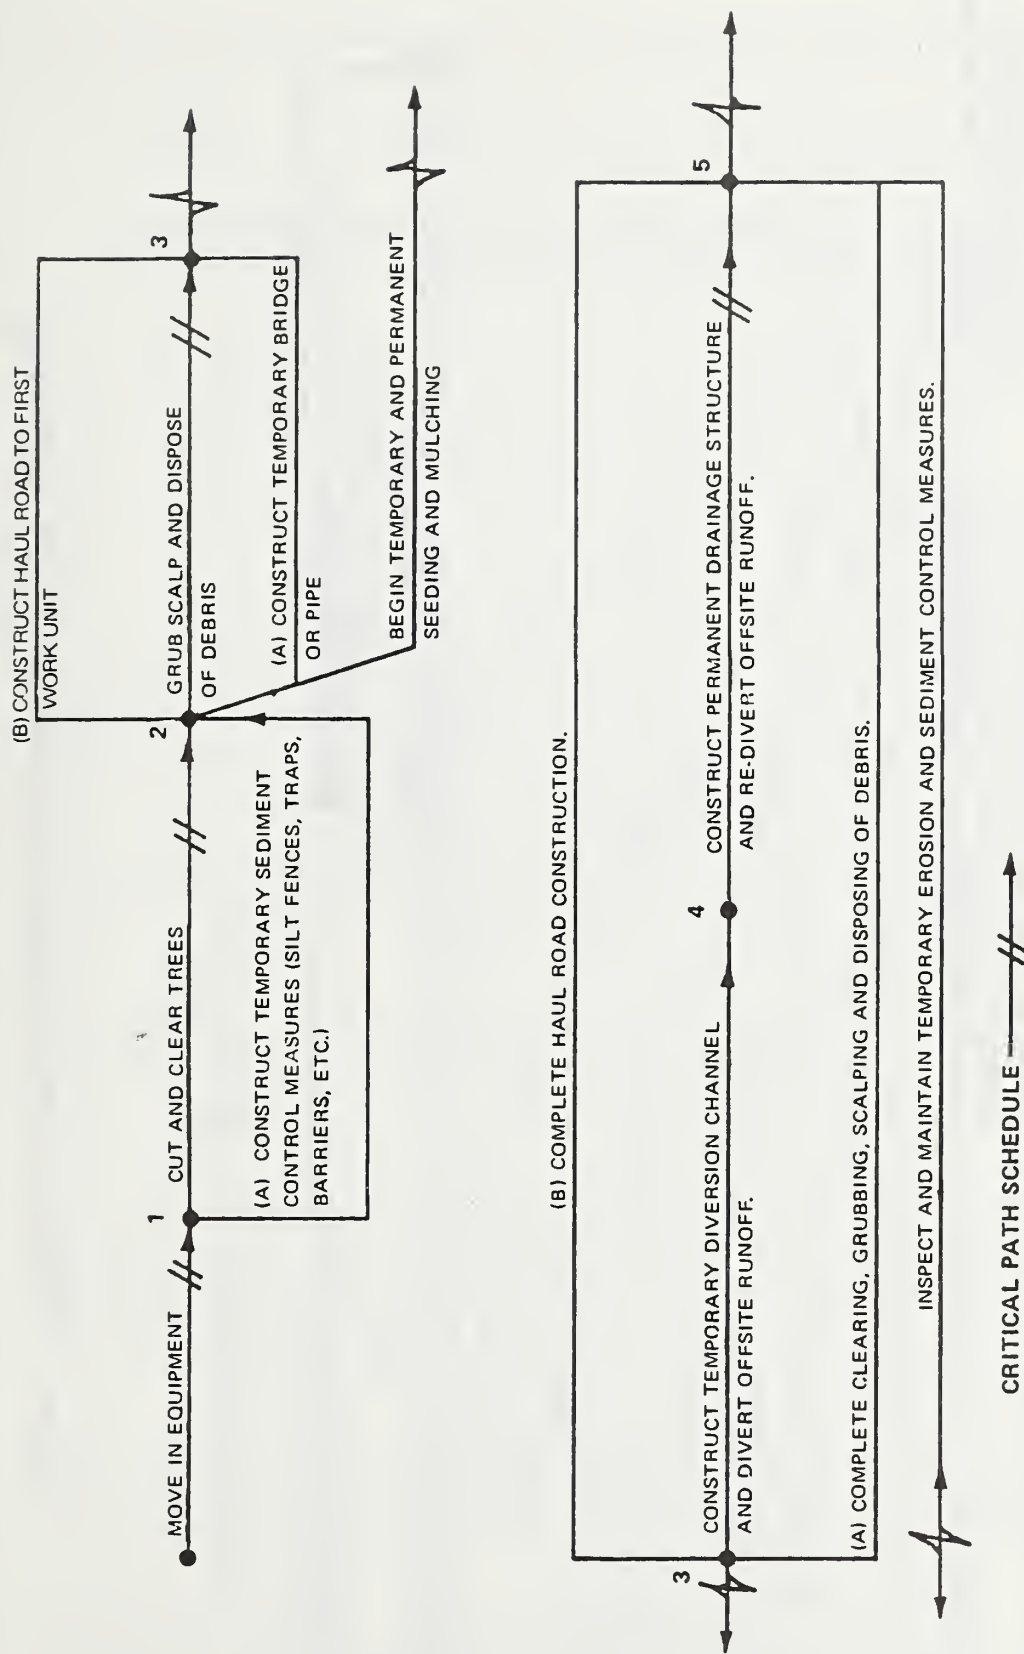 MOVE IN EQUIPMENT
1
CUT AND CLEAR TREES
(A) CONSTRUCT TEMPORARY SEDIMENT
CONTROL MEASURES (SILT FENCES, TRAPS,
BARRIERS, ETC.)
2
(B) CONSTRUCT HAUL ROAD TO FIRST
WORK UNIT
GRUB SCALP AND DISPOSE
OF DEBRIS
(A) CONSTRUCT TEMPORARY BRIDGE
OR PIPE
3
BEGIN TEMPORARY AND PERMANENT
SEEDING AND MULCHING
(B) COMPLETE HAUL ROAD CONSTRUCTION.
3
CONSTRUCT TEMPORARY DIVERSION CHANNEL
AND DIVERT OFFSITE RUNOFF.
4
CONSTRUCT PERMANENT DRAINAGE STRUCTURE
AND RE-DIVERT OFFSITE RUNOFF.
5
(A) COMPLETE CLEARING, GRUBBING, SCALPING AND DISPOSING OF DEBRIS.
INSPECT AND MAINTAIN TEMPORARY EROSION AND SEDIMENT CONTROL MEASURES.
CRITICAL PATH SCHEDULE